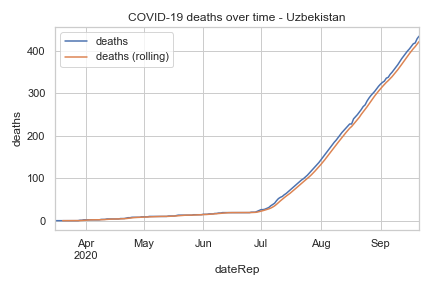 COVID-19 deaths over time - Uzbekistan
deaths
deaths (rolling)
400
300
200
100
0
deaths
Apr May Jun Jul Aug Sep
2020
dateRep